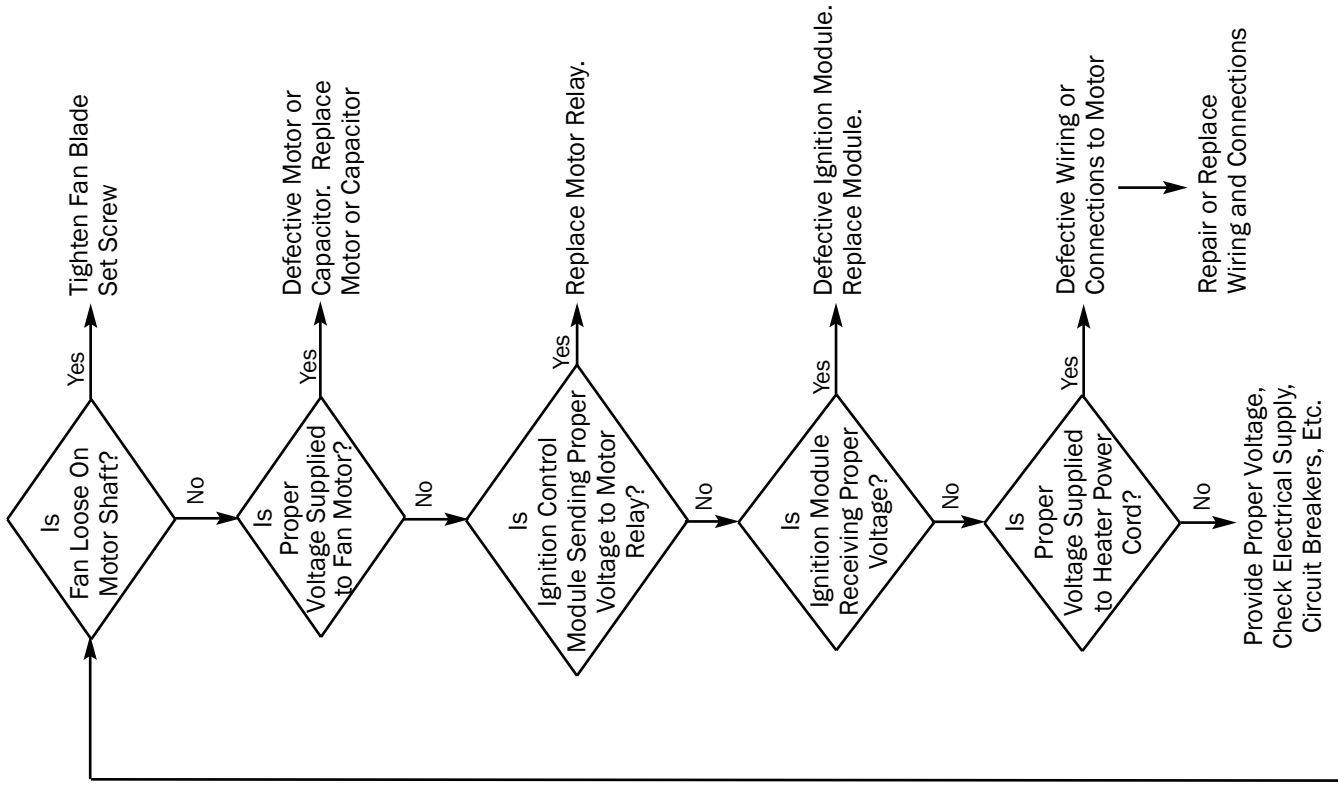 Is
Fan Loose On
Motor Shaft?
Yes
Tighten Fan Blade
Set Screw
No
Is
Proper
Voltage Supplied
to Fan Motor?
Yes
Defective Motor or
Capacitor. Replace
Motor or Capacitor
No
Is
Ignition Control
Module Sending Proper
Voltage to Motor
Relay?
Yes
Replace Motor Relay.
No
Is
Ignition Module
Receiving Proper
Voltage?
Yes
Defective Ignition Module.
Replace Module.
No
Is
Proper
Voltage Supplied
to Heater Power
Cord?
Yes
Defective Wiring or
Connections to Motor
Repair or Replace
Wiring and Connections
No
Provide Proper Voltage,
Check Electrical Supply,
Circuit Breakers, Etc.